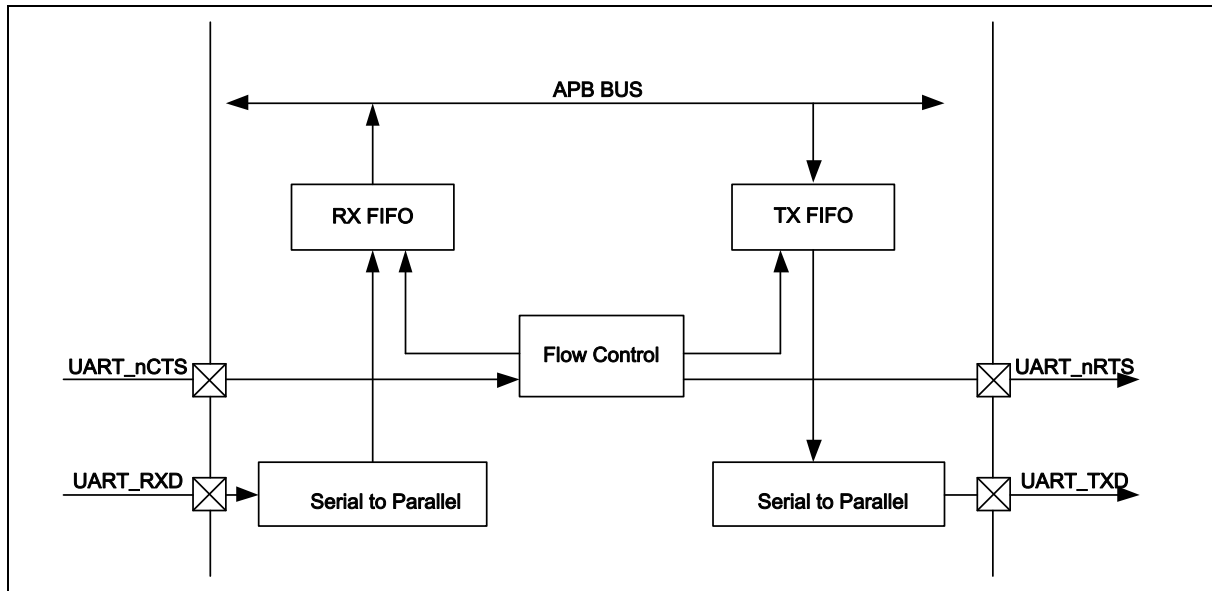 APB BUS
RX FIFO
TX FIFO
Flow Control
UART_nCTS
UART_nRTS
UART_RXD
Serial to Parallel
Serial to Parallel
UART_TXD